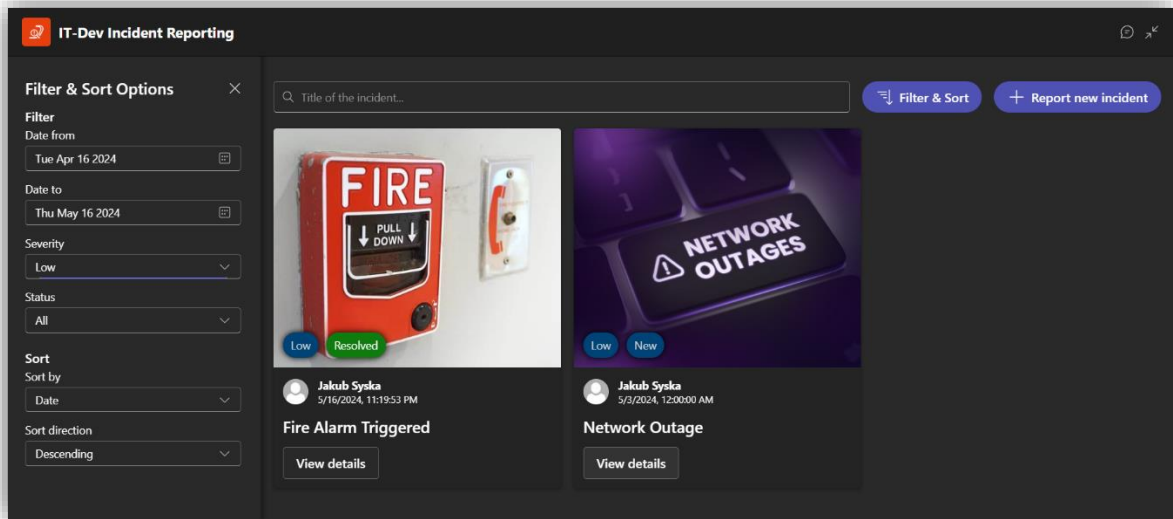 IT-Dev Incident Reporting
Filter & Sort Options
Filter
Date from
Tue Apr 16 2024
Date to
Thu May 16 2024
Severity
Low
Status
All
Sort
Sort by
Date
Sort direction
Descending
Title of the incident...
Filter & Sort
Report new incident
FIRE
PULL
DOWN
Low
Resolved
Jakub Syska
5/16/2024, 11:19:53 PM
Fire Alarm Triggered
View details
NETWORK
OUTAGES
Low
New
Jakub Syska
5/3/2024, 12:00:00 AM
Network Outage
View details